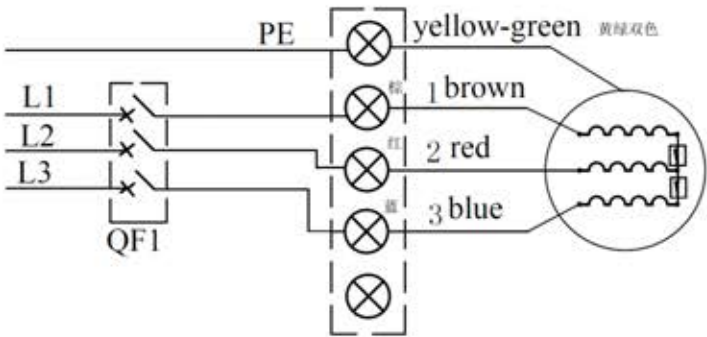 PE
yellow-green 黄绿双色
L1
棕
1 brown
L2
红
2 red
L3
蓝
3 blue
QF1